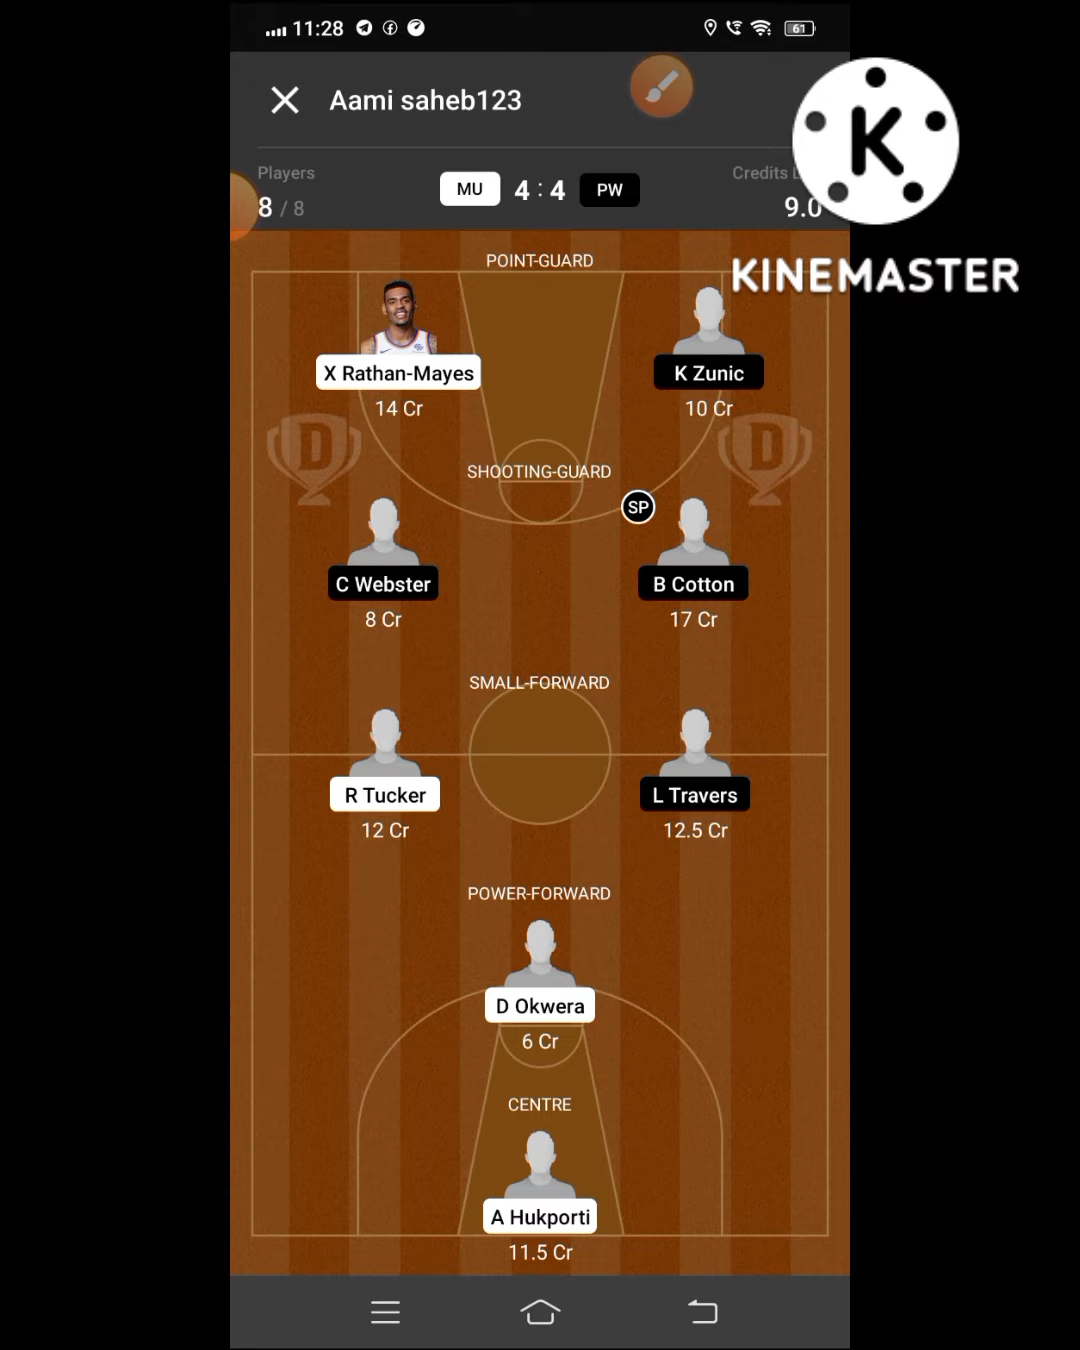 11:28
61
Aami saheb123
K
KINEMASTER
Players
8 / 8
MU 4 : 4 PW
Credits
9.0
POINT-GUARD
X Rathan-Mayes
14 Cr
K Zunic
10 Cr
D
D
SHOOTING-GUARD
SP
C Webster
8 Cr
B Cotton
17 Cr
SMALL-FORWARD
R Tucker
12 Cr
L Travers
12.5 Cr
POWER-FORWARD
D Okwera
6 Cr
CENTRE
A Hukporti
11.5 Cr